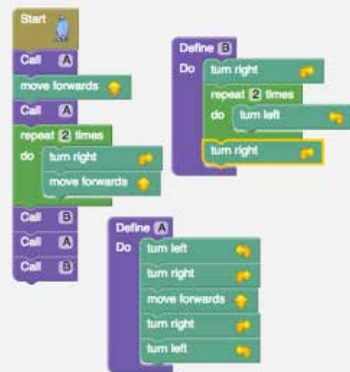 Start
Call A
move forwards
Call A
repeat 2 times
do turn right
move forwards
Call B
Call A
Call B
Define B
Do turn right
repeat 2 times
do turn left
turn right
Define A
Do turn left
turn right
move forwards
turn right
turn left